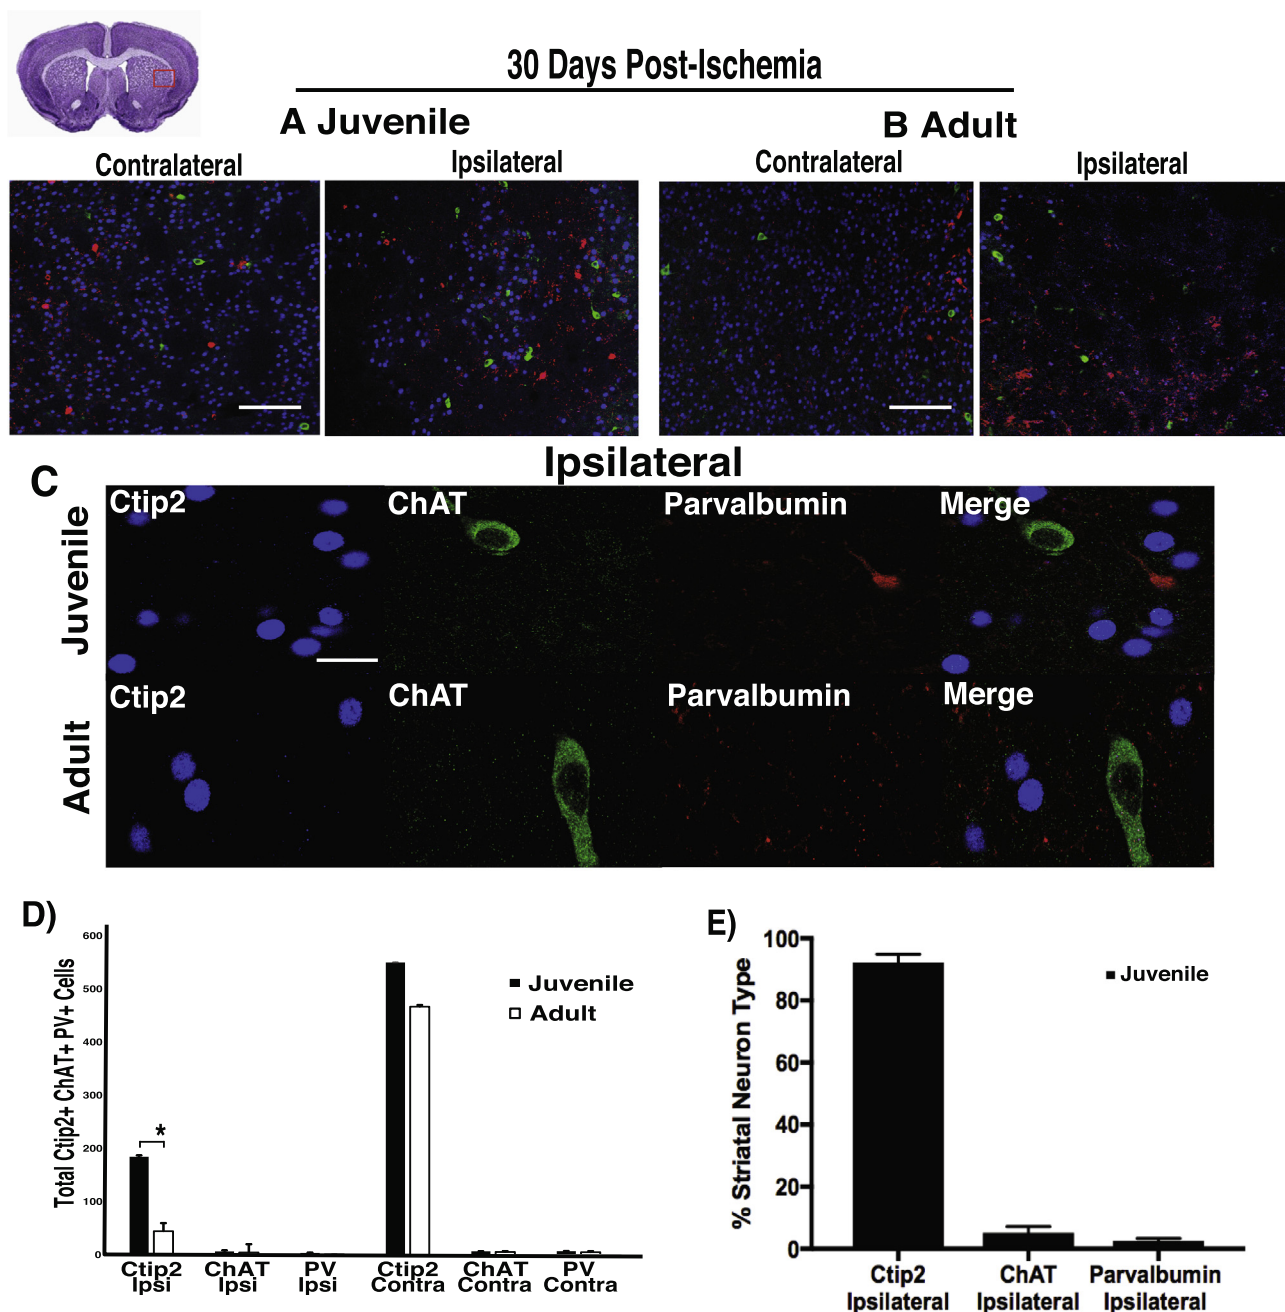 30 Days Post-Ischemia
A Juvenile
B Adult
Contralateral
Ipsilateral
Contralateral
Ipsilateral
C
Ipsilateral
Juvenile
Ctip2
ChAT
Parvalbumin
Merge
Adult
Ctip2
ChAT
Parvalbumin
Merge
D)
Total Ctip2+ ChAT+ PV+ Cells
600
500
400
300
200
100
0
*
Juvenile
Adult
Ctip2 Ipsi
ChAT Ipsi
PV Ipsi
Ctip2 Contra
ChAT Contra
PV Contra
E)
% Striatal Neuron Type
100
80
60
40
20
0
Juvenile
Ctip2 Ipsilateral
ChAT Ipsilateral
Parvalbumin Ipsilateral